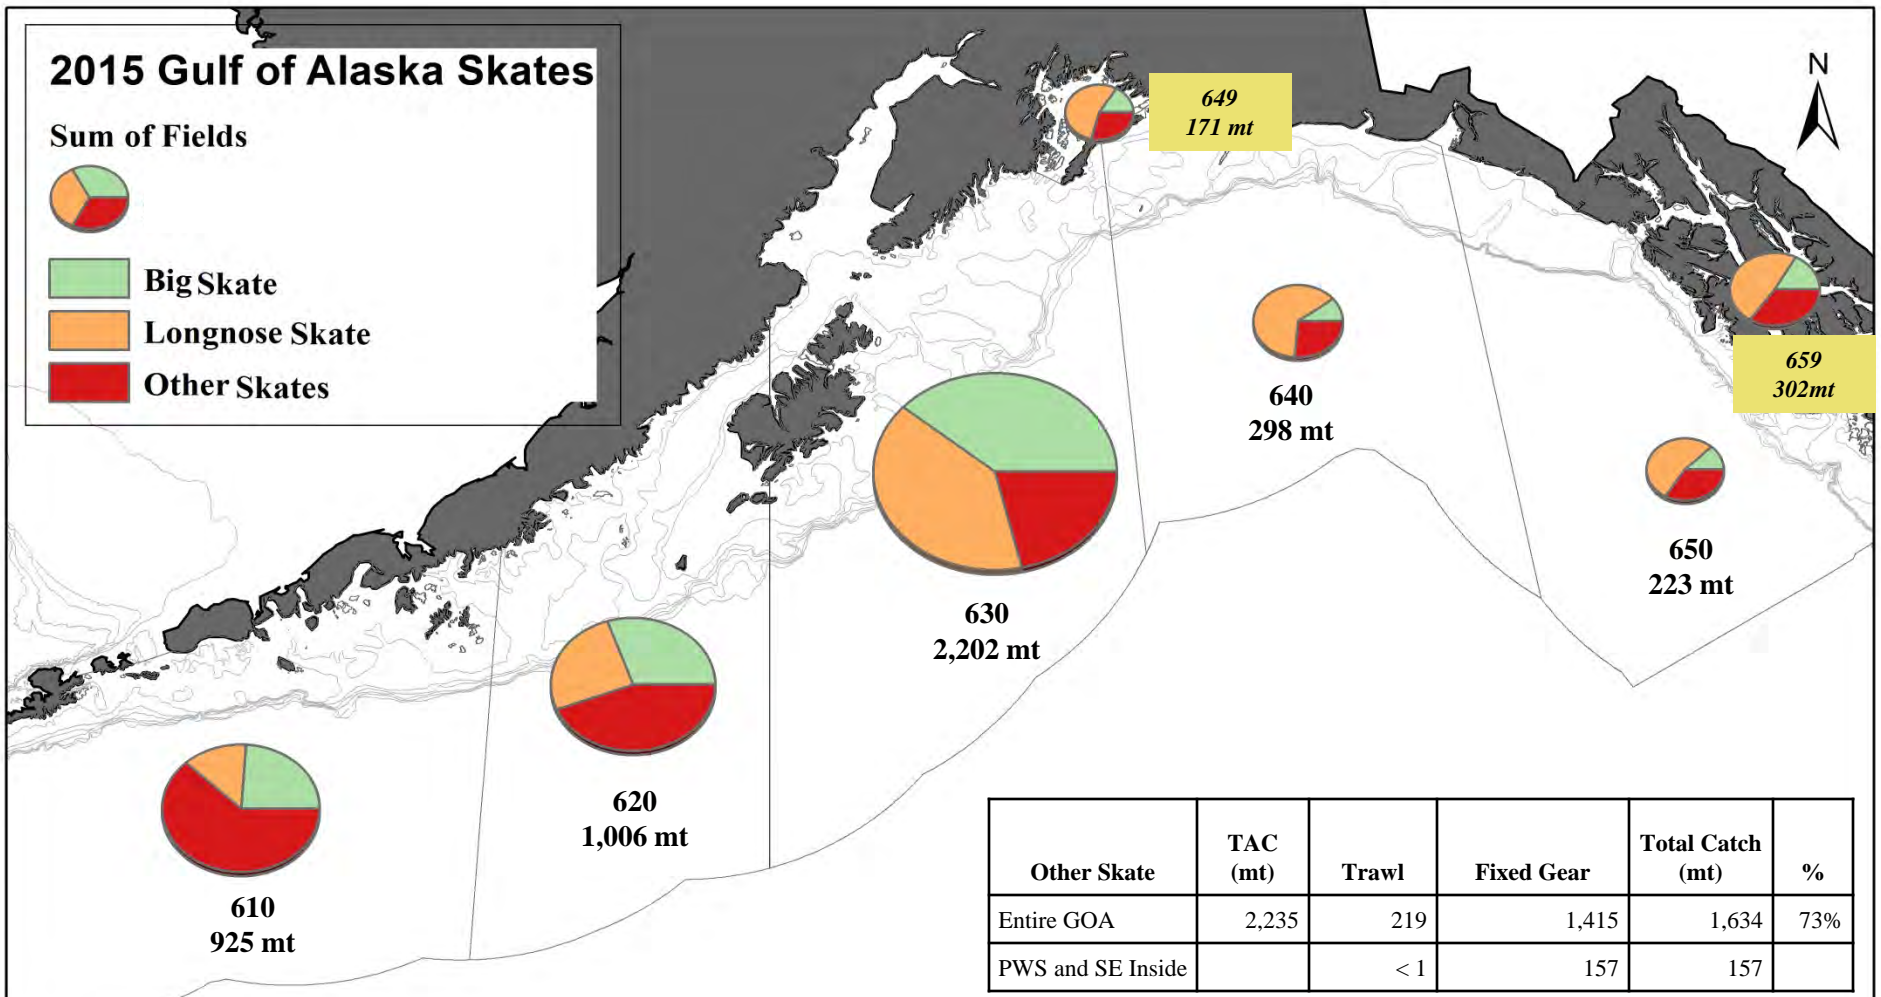 2015 Gulf of Alaska Skates
Sum of Fields
Big Skate
Longnose Skate
Other Skates
N
649
171 mt
659
302mt
640
298 mt
650
223 mt
630
2,202 mt
620
1,006 mt
610
925 mt
Other Skate TAC (mt) Trawl Fixed Gear Total Catch (mt) %
Entire GOA 2,235 219 1,415 1,634 73%
PWS and SE Inside < 1 157 157